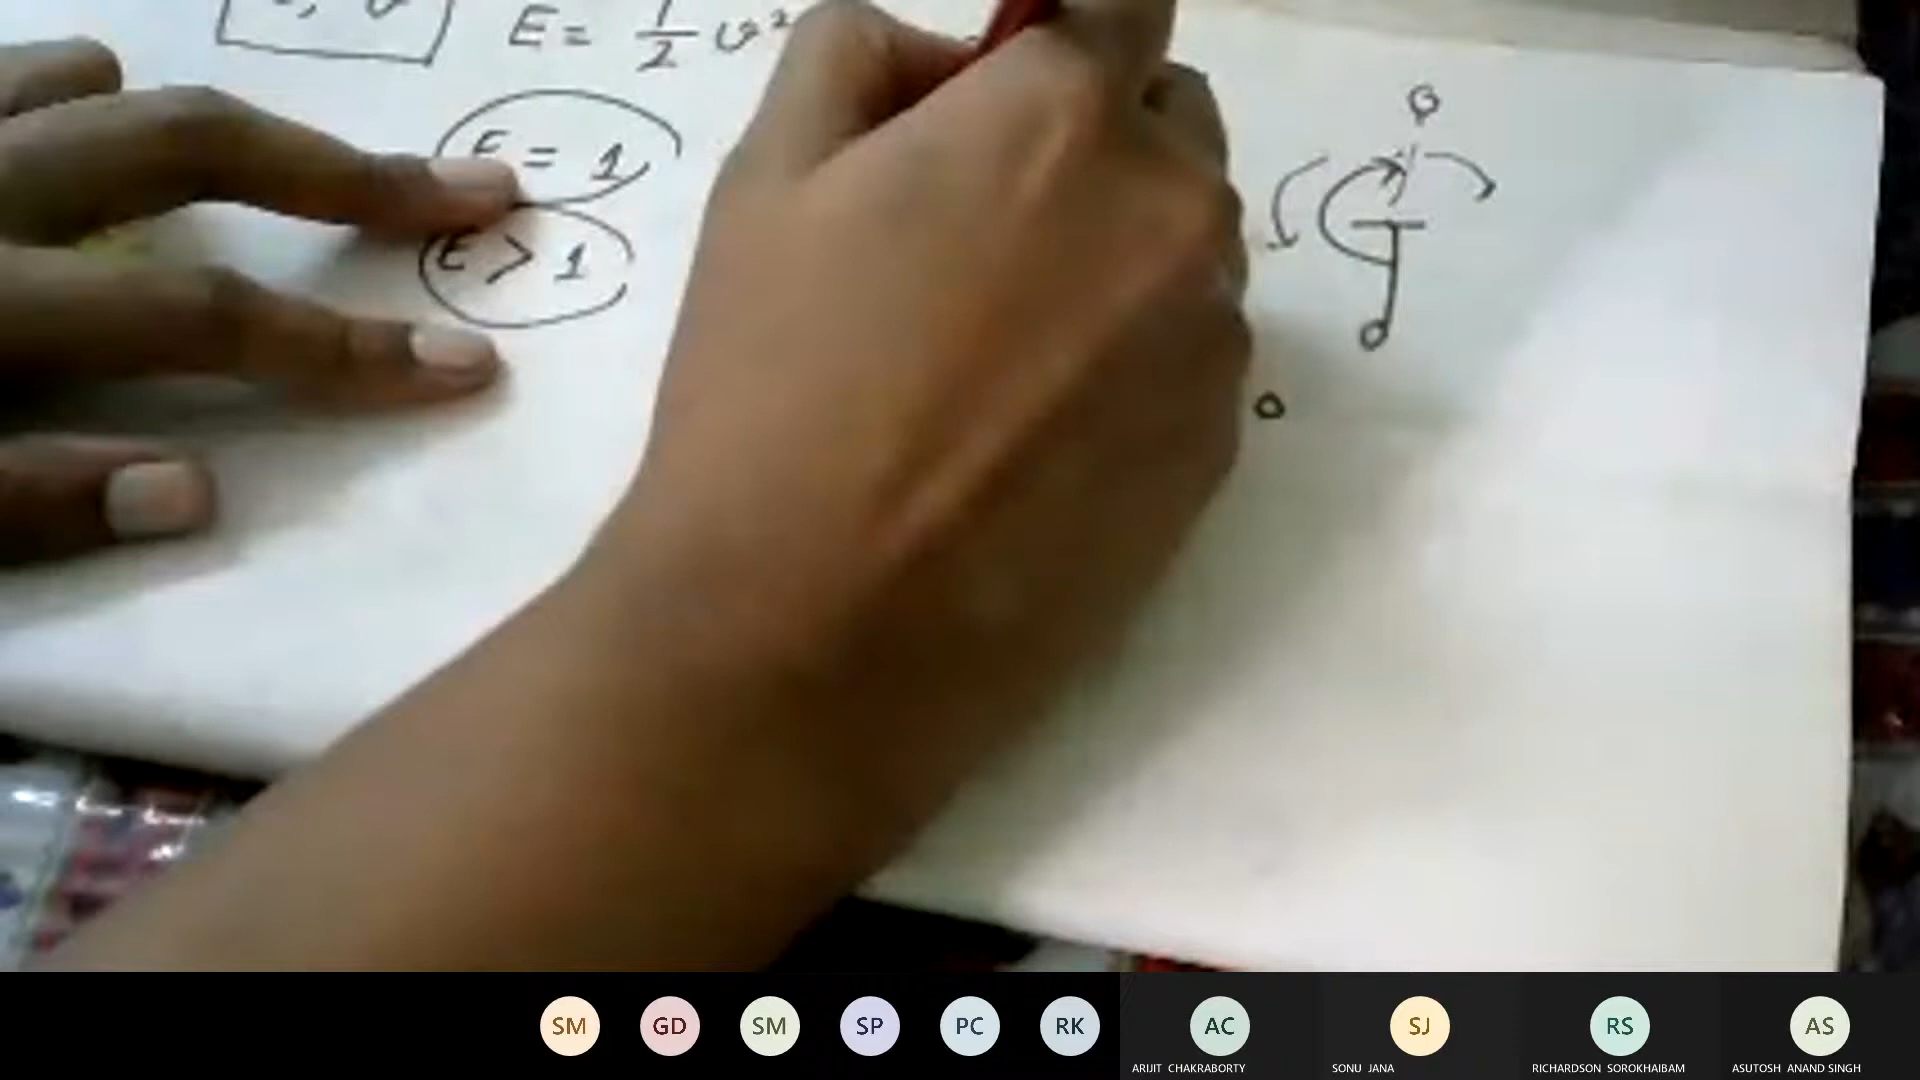 E = 1/2 v²
E = 1
E > 1
SM GD SM SP PC RK AC SJ RS AS
ARIJIT CHAKRABORTY SONU JANA RICHARDSON SOROKHAIBAM ASUTOSH ANAND SINGH